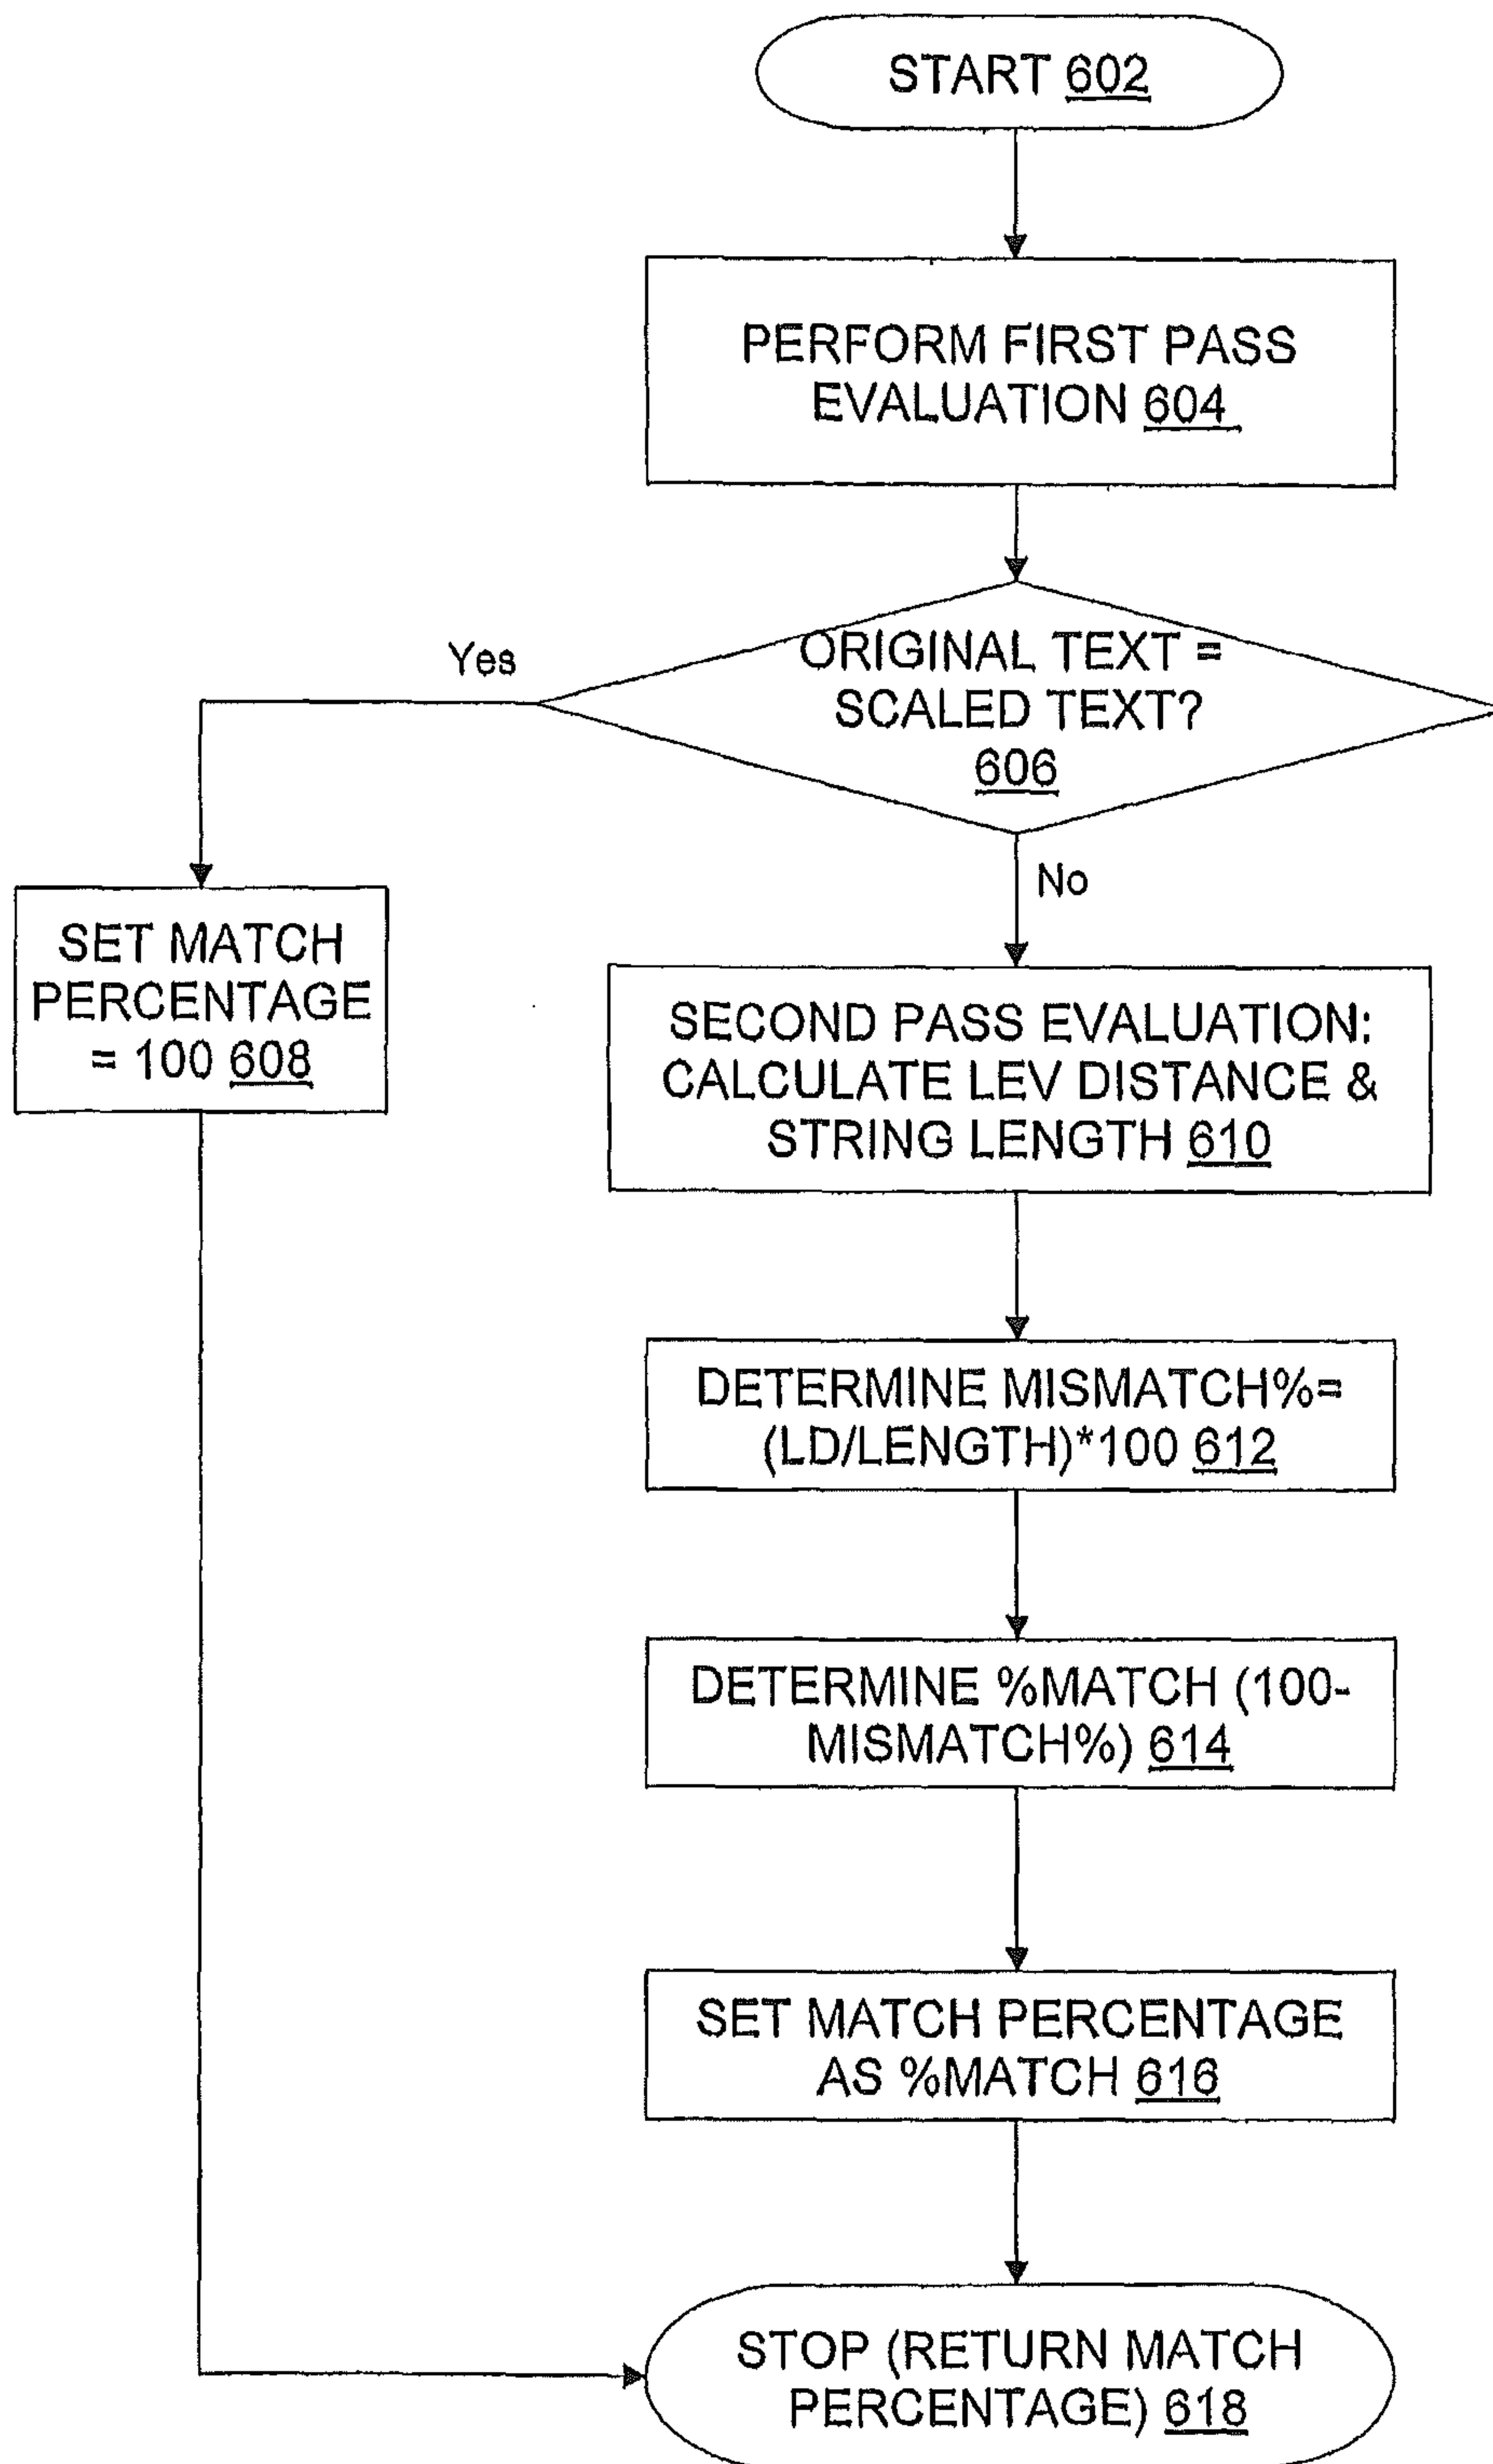 START 602
PERFORM FIRST PASS
EVALUATION 604
ORIGINAL TEXT =
SCALED TEXT?
606
Yes
No
SET MATCH
PERCENTAGE
= 100 608
SECOND PASS EVALUATION:
CALCULATE LEV DISTANCE &
STRING LENGTH 610
DETERMINE MISMATCH%=
(LD/LENGTH)*100 612
DETERMINE %MATCH (100-
MISMATCH%) 614
SET MATCH PERCENTAGE
AS %MATCH 616
STOP (RETURN MATCH
PERCENTAGE) 618